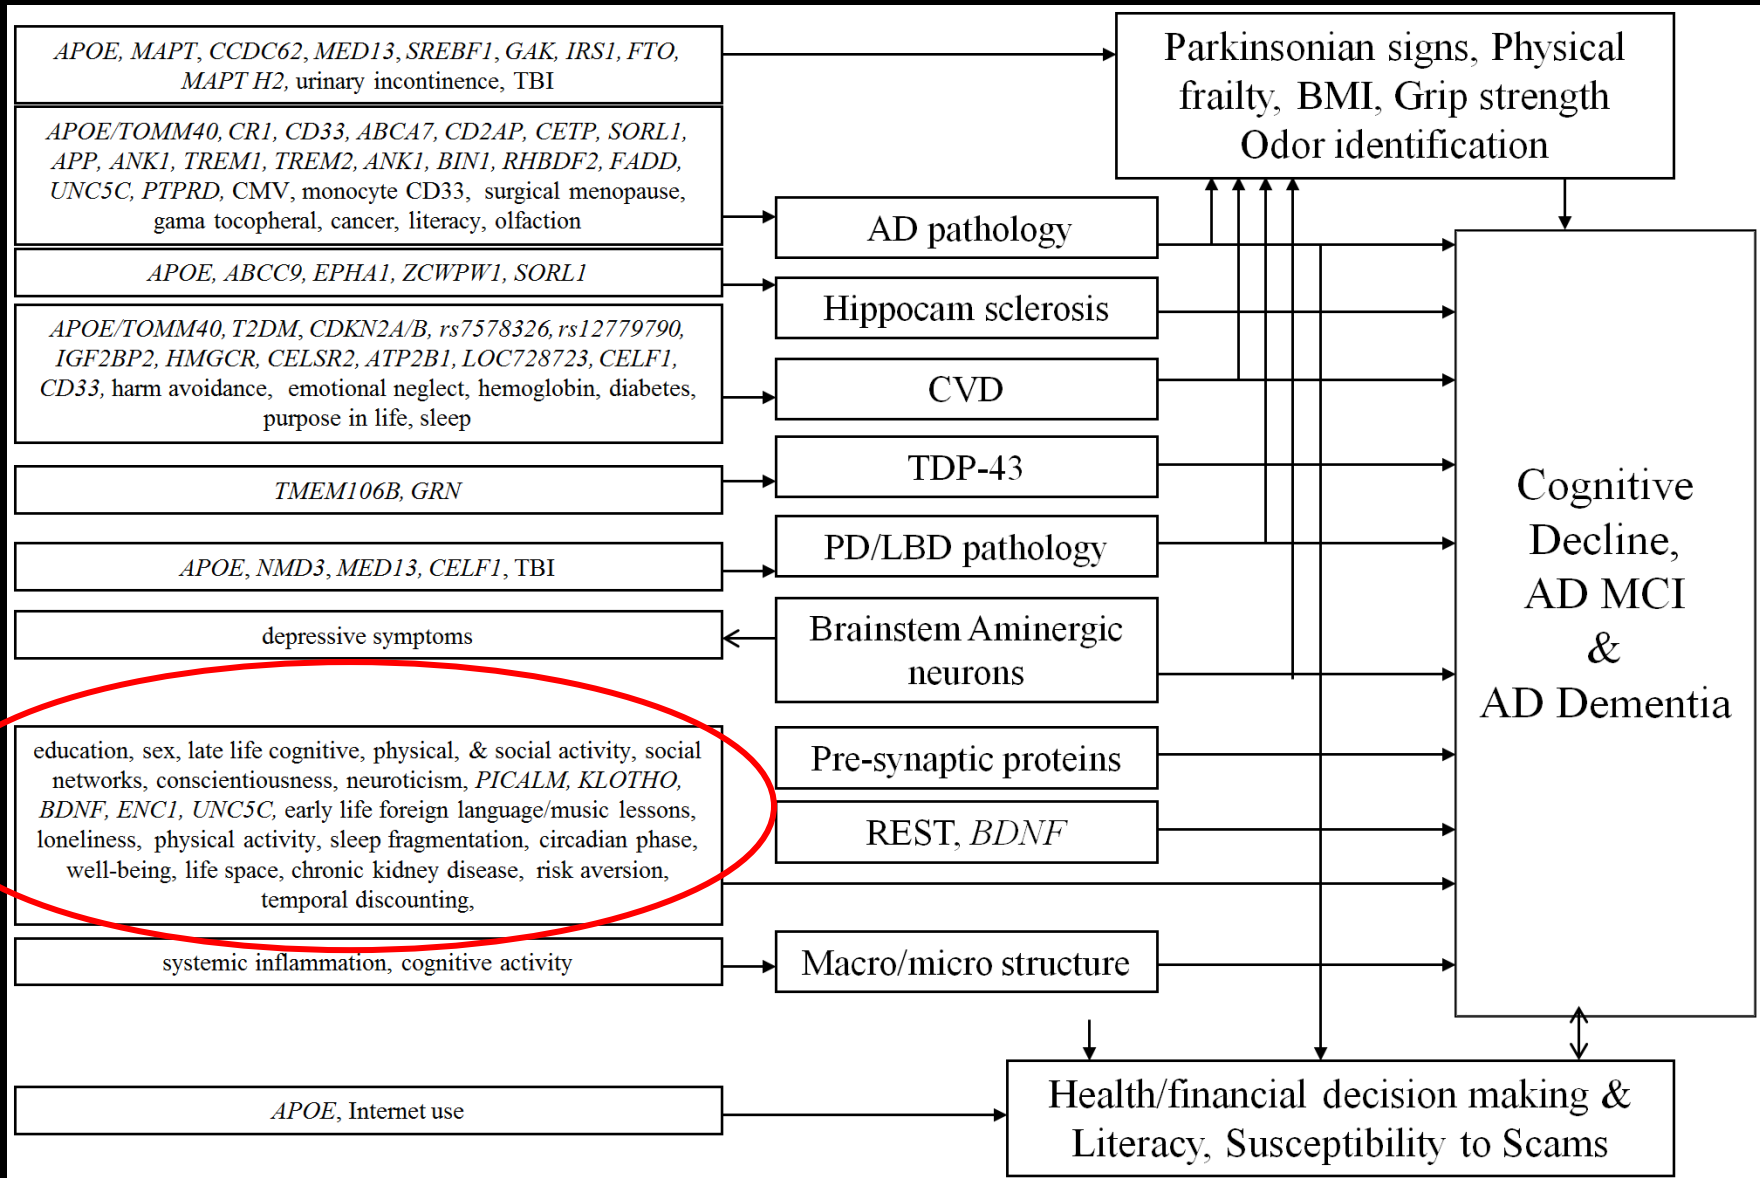 APOE, MAPT, CCDC62, MED13, SREBF1, GAK, IRS1, FTO,
MAPT H2, urinary incontinence, TBI
Parkinsonian signs, Physical
frailty, BMI, Grip strength
Odor identification
APOE/TOMM40, CR1, CD33, ABCA7, CD2AP, CETP, SORL1,
APP, ANK1, TREM1, TREM2, ANK1, BIN1, RHBDF2, FADD,
UNC5C, PTPRD, CMV, monocyte CD33, surgical menopause,
gama tocopheral, cancer, literacy, olfaction
AD pathology
APOE, ABCC9, EPHA1, ZCWPW1, SORL1
Hippocam sclerosis
APOE/TOMM40, T2DM, CDKN2A/B, rs7578326, rs12779790,
IGF2BP2, HMGCR, CELSR2, ATP2B1, LOC728723, CELF1,
CD33, harm avoidance, emotional neglect, hemoglobin, diabetes,
purpose in life, sleep
CVD
TMEM106B, GRN
TDP-43
APOE, NMD3, MED13, CELF1, TBI
PD/LBD pathology
depressive symptoms
Brainstem Aminergic
neurons
education, sex, late life cognitive, physical, & social activity, social
networks, conscientiousness, neuroticism, PICALM, KLOTHO,
BDNF, ENC1, UNC5C, early life foreign language/music lessons,
loneliness, physical activity, sleep fragmentation, circadian phase,
well-being, life space, chronic kidney disease, risk aversion,
temporal discounting,
Pre-synaptic proteins
REST, BDNF
systemic inflammation, cognitive activity
Macro/micro structure
Cognitive
Decline,
AD MCI
&
AD Dementia
APOE, Internet use
Health/financial decision making &
Literacy, Susceptibility to Scams